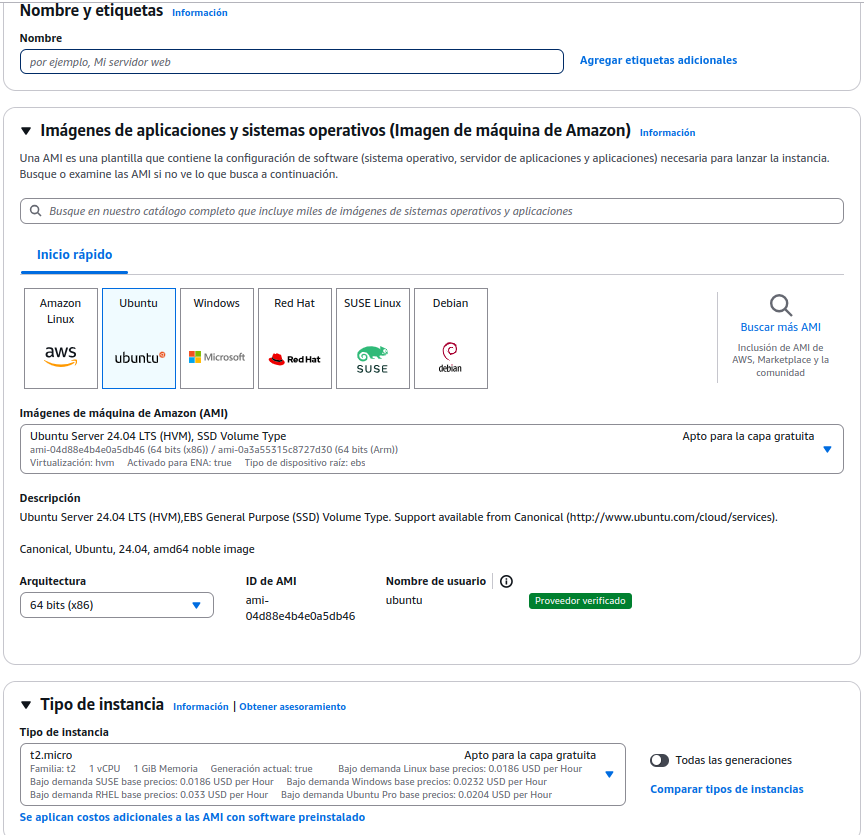 Nombre y etiquetas Información
Nombre
por ejemplo, Mi servidor web
Agregar etiquetas adicionales
Imágenes de aplicaciones y sistemas operativos (Imagen de máquina de Amazon) Información
Una AMI es una plantilla que contiene la configuración de software (sistema operativo, servidor de aplicaciones y aplicaciones) necesaria para lanzar la instancia.
Busque o examine las AMI si no ve lo que busca a continuación.
Busque en nuestro catálogo completo que incluye miles de imágenes de sistemas operativos y aplicaciones
Inicio rápido
Amazon
Linux
aws
Ubuntu
ubuntu
Windows
Microsoft
Red Hat
Red Hat
SUSE Linux
SUSE
Debian
debian
Buscar más AMI
Inclusión de AMI de
AWS, Marketplace y la
comunidad
Imágenes de máquina de Amazon (AMI)
Ubuntu Server 24.04 LTS (HVM), SSD Volume Type Apto para la capa gratuita
ami-04d88e4b4e0a5db46 (64 bits (x86)) / ami-0a3a55315c8727d30 (64 bits (Arm))
Virtualización: hvm Activado para ENA: true Tipo de dispositivo raíz: ebs
Descripción
Ubuntu Server 24.04 LTS (HVM),EBS General Purpose (SSD) Volume Type. Support available from Canonical (http://www.ubuntu.com/cloud/services).
Canonical, Ubuntu, 24.04, amd64 noble image
Arquitectura
64 bits (x86)
ID de AMI
ami-
04d88e4b4e0a5db46
Nombre de usuario
ubuntu
Proveedor verificado
Tipo de instancia Información | Obtener asesoramiento
Tipo de instancia
t2.micro Apto para la capa gratuita
Familia: t2 1 vCPU 1 GiB Memoria Generación actual: true Bajo demanda Linux base precios: 0.0186 USD per Hour
Bajo demanda SUSE base precios: 0.0186 USD per Hour Bajo demanda Windows base precios: 0.0232 USD per Hour
Bajo demanda RHEL base precios: 0.033 USD per Hour Bajo demanda Ubuntu Pro base precios: 0.0204 USD per Hour
Todas las generaciones
Comparar tipos de instancias
Se aplican costos adicionales a las AMI con software preinstalado